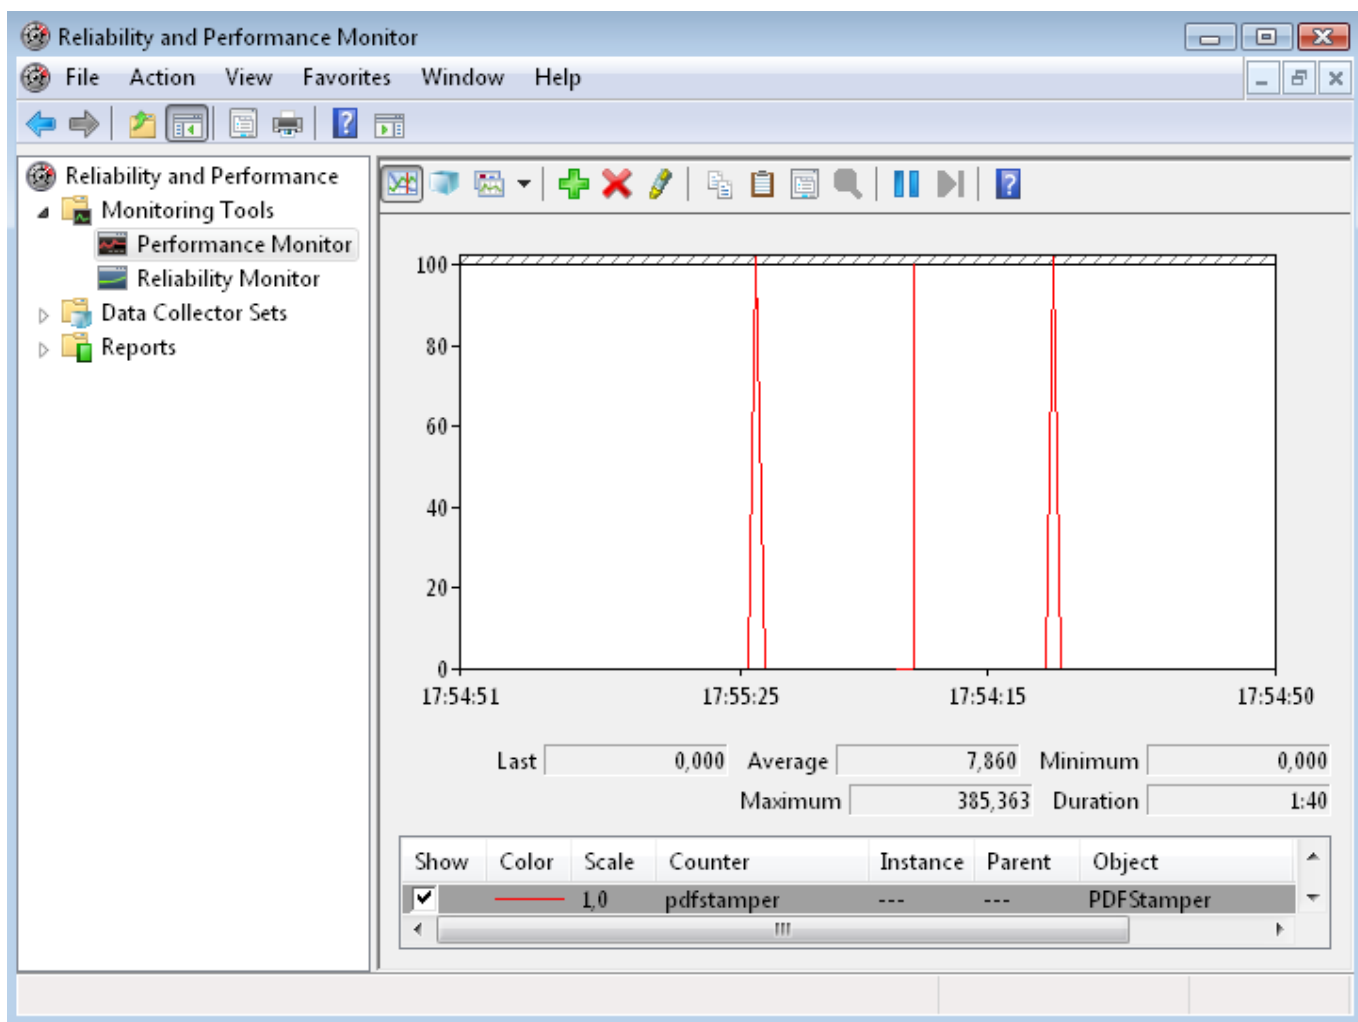 Reliability and Performance Monitor
File Action View Favorites Window Help
Reliability and Performance
Monitoring Tools
Performance Monitor
Reliability Monitor
Data Collector Sets
Reports
100
80
60
40
20
0
17:54:51 17:55:25 17:54:15 17:54:50
Last 0,000 Average 7,860 Minimum 0,000
Maximum 385,363 Duration 1:40
Show Color Scale Counter Instance Parent Object
1,0 pdfstamper --- --- PDFStamper